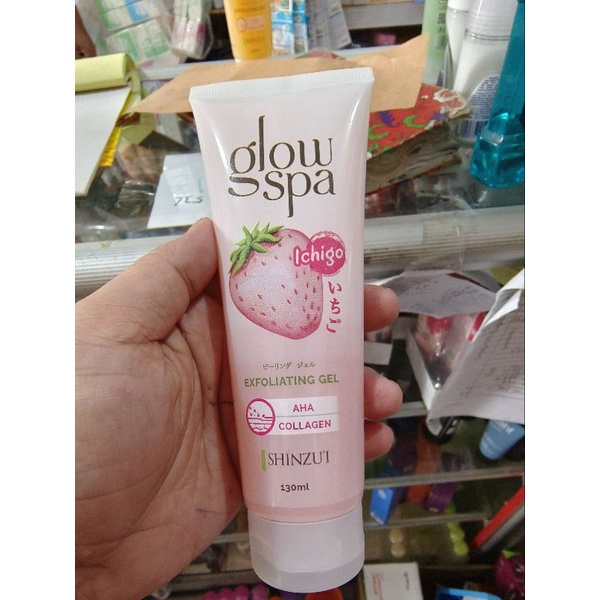 glow
spa
Ichigo
いちご
ピーリング ジェル
EXFOLIATING GEL
AHA
COLLAGEN
SHINZU'I
130ml